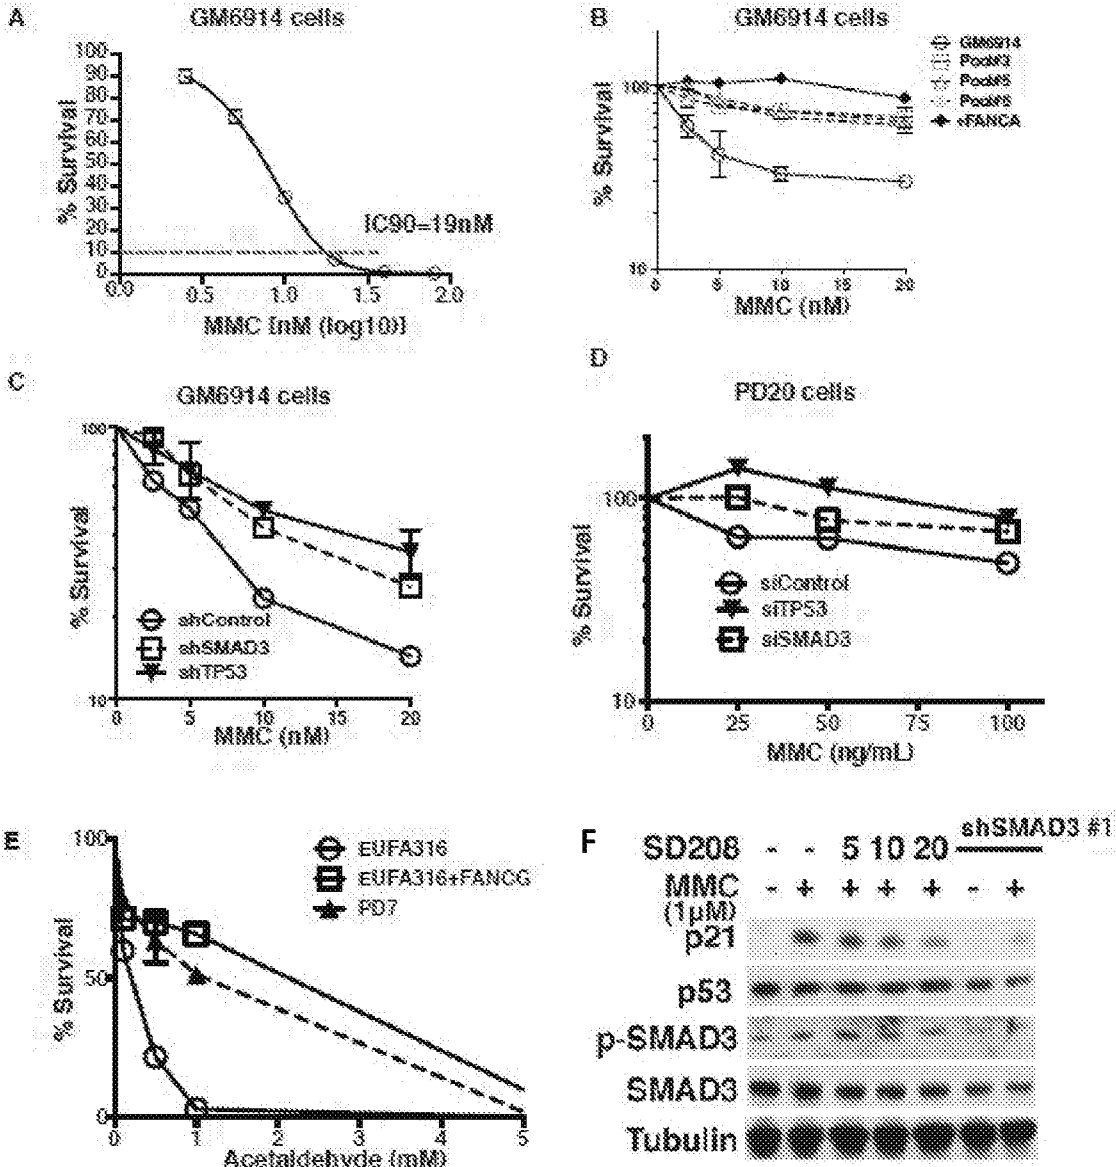 A
GM6914 cells
% Survival
100
90
80
70
60
50
40
30
20
10
0
IC90=19nM
0.0 0.5 1.0 1.5 2.0
MMC [nM (log10)]
B
GM6914 cells
% Survival
100
10
GM6914
+FANCA
0 5 10 15 20
MMC (nM)
C
GM6914 cells
% Survival
100
10
shControl
shSMAD3
shTP53
0 5 10 15 20
MMC (nM)
D
PD20 cells
% Survival
100
10
siControl
siTP53
siSMAD3
0 25 50 75 100
MMC (ng/mL)
E
% Survival
100
50
0
EUFA316
EUFA316+FANCG
PD7
0 1 2 3 4 5
Acetaldehyde (mM)
F
shSMAD3 #1
SD208 - - 5 10 20
MMC - + + + + - +
(1μM)
p21
p53
p-SMAD3
SMAD3
Tubulin